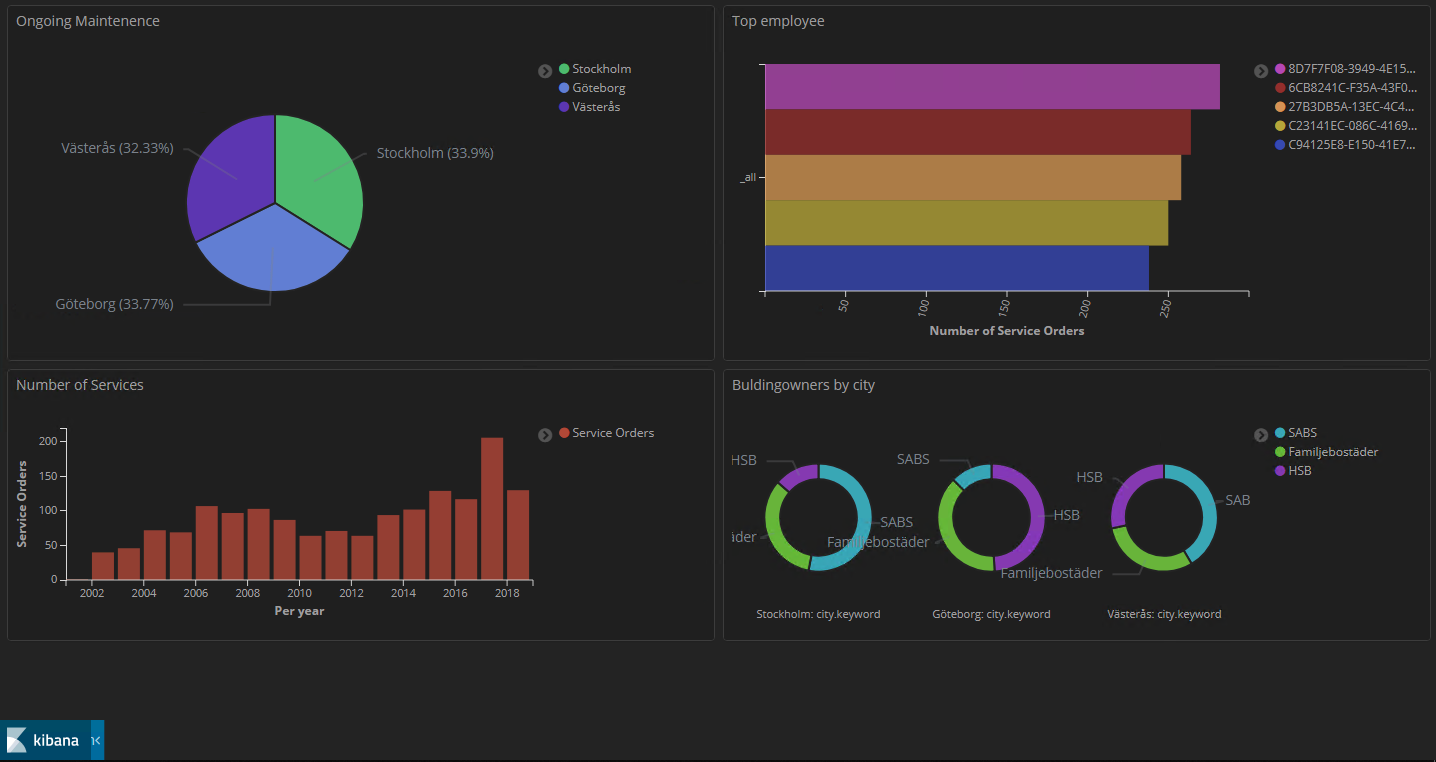 Ongoing Maintenence
Stockholm
Göteborg
Västerås
Västerås (32.33%)
Stockholm (33.9%)
Göteborg (33.77%)
Top employee
_all
50
100
150
200
250
Number of Service Orders
8D7F7F08-3949-4E15...
6CB8241C-F35A-43F0...
27B3DB5A-13EC-4C4...
C23141EC-086C-4169...
C94125E8-E150-41E7...
Number of Services
Service Orders
200
150
100
50
0
Service Orders
2002 2004 2006 2008 2010 2012 2014 2016 2018
Per year
Buldingowners by city
SABS
Familjebostäder
HSB
HSB
SABS
äder
SABS
HSB
Familjebostäder
HSB
SAB
Familjebostäder
Stockholm: city.keyword
Göteborg: city.keyword
Västerås: city.keyword
kibana